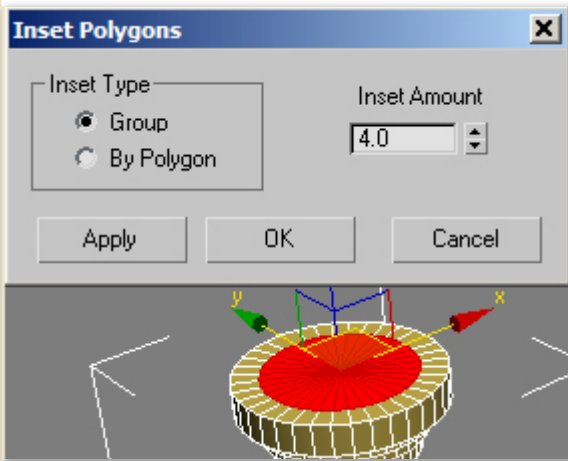 Inset Polygons
Inset Type
Group
By Polygon
Inset Amount
4.0
Apply
OK
Cancel
y
x